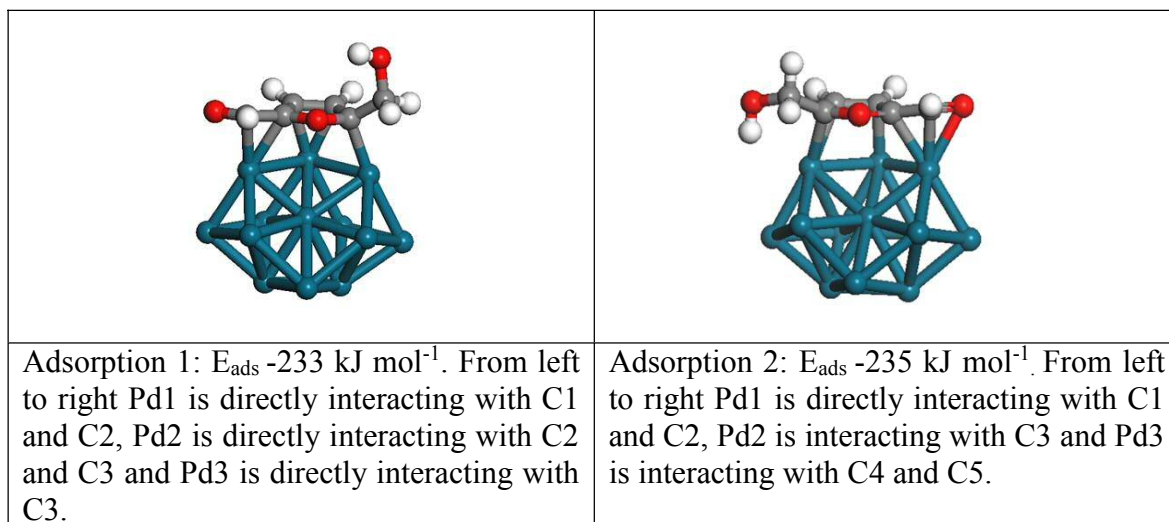 Adsorption 1: Eads -233 kJ mol-1. From left
to right Pd1 is directly interacting with C1
and C2, Pd2 is directly interacting with C2
and C3 and Pd3 is directly interacting with
C3.
Adsorption 2: Eads -235 kJ mol-1. From left
to right Pd1 is directly interacting with C1
and C2, Pd2 is interacting with C3 and Pd3
is interacting with C4 and C5.